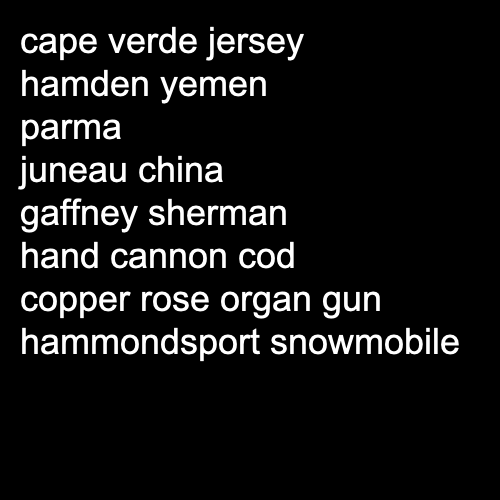 cape verde jersey
hamden yemen
parma
juneau china
gaffney sherman
hand cannon cod
copper rose organ gun
hammondsport snowmobile